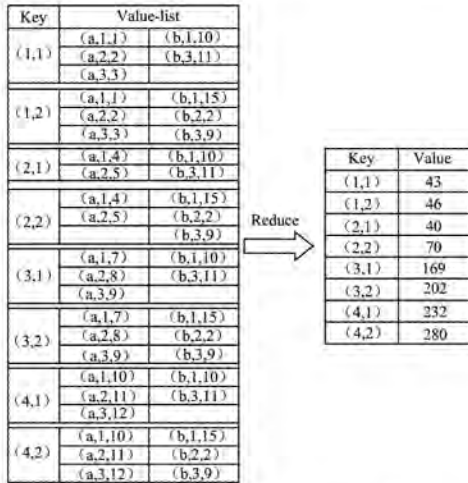 Key Value-list
(1,1) (a,1,1) (b,1,10)
(a,2,2) (b,3,11)
(a,3,3)
(1,2) (a,1,1) (b,1,15)
(a,2,2) (b,2,2)
(a,3,3) (b,3,9)
(2,1) (a,1,4) (b,1,10)
(a,2,5) (b,3,11)
(2,2) (a,1,4) (b,1,15)
(a,2,5) (b,2,2)
(b,3,9)
(3,1) (a,1,7) (b,1,10)
(a,2,8) (b,3,11)
(a,3,9)
(3,2) (a,1,7) (b,1,15)
(a,2,8) (b,2,2)
(a,3,9) (b,3,9)
(4,1) (a,1,10) (b,1,10)
(a,2,11) (b,3,11)
(a,3,12)
(4,2) (a,1,10) (b,1,15)
(a,2,11) (b,2,2)
(a,3,12) (b,3,9)
Reduce
Key Value
(1,1) 43
(1,2) 46
(2,1) 40
(2,2) 70
(3,1) 169
(3,2) 202
(4,1) 232
(4,2) 280